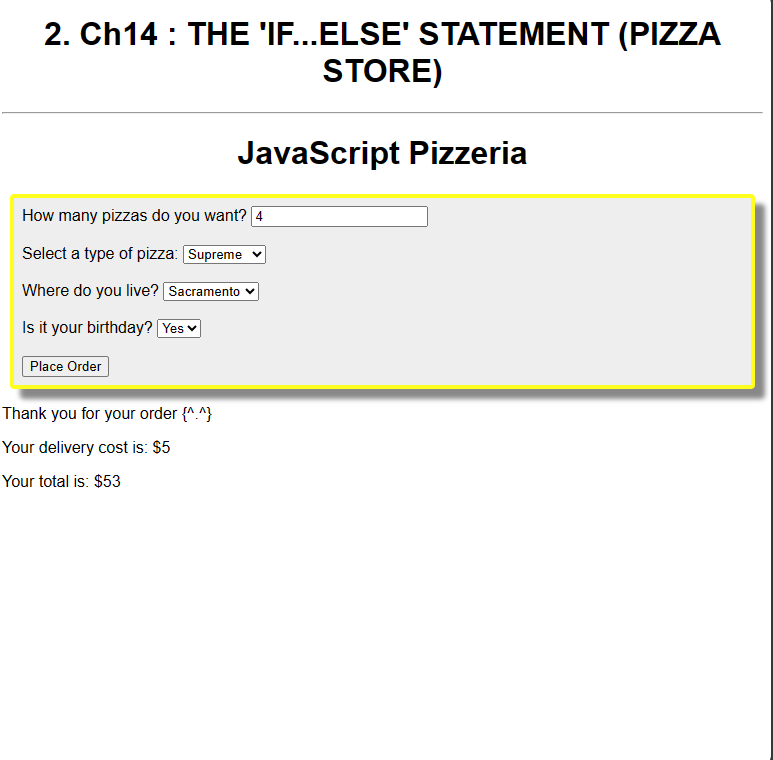 2. Ch14 : THE 'IF...ELSE' STATEMENT (PIZZA
STORE)
JavaScript Pizzeria
How many pizzas do you want? 4
Select a type of pizza: Supreme
Where do you live? Sacramento
Is it your birthday? Yes
Place Order
Thank you for your order {^.^}
Your delivery cost is: $5
Your total is: $53